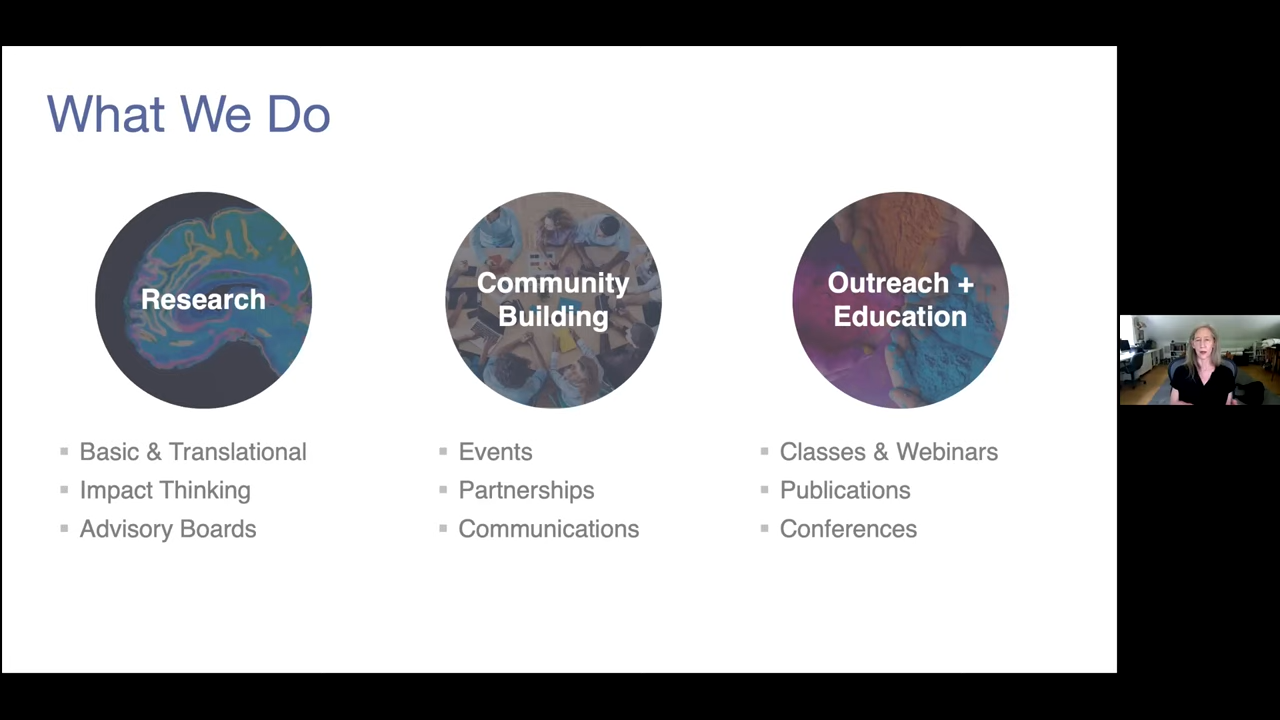 What We Do
Research
Community
Building
Outreach +
Education
Basic & Translational
Impact Thinking
Advisory Boards
Events
Partnerships
Communications
Classes & Webinars
Publications
Conferences